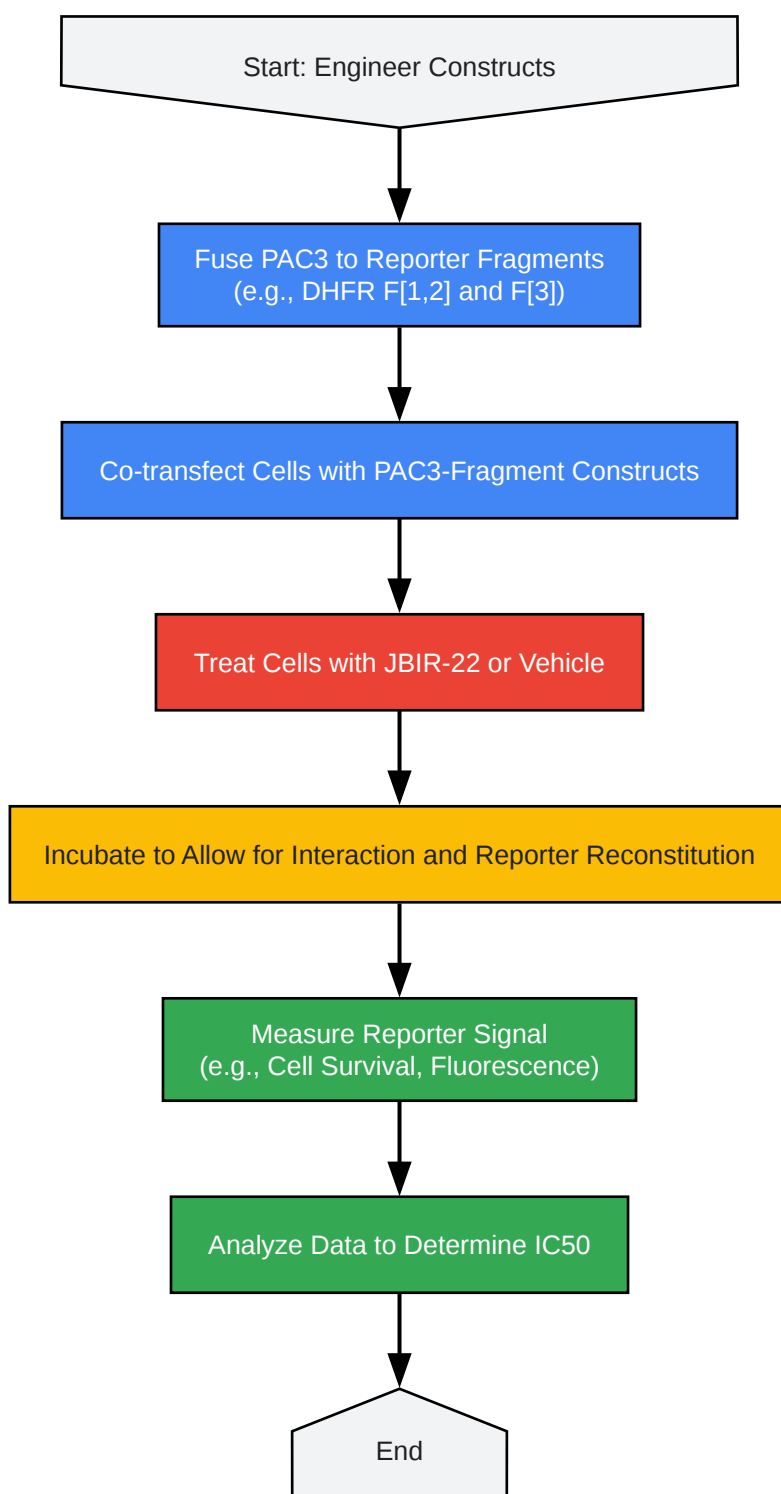 Start: Engineer Constructs
Fuse PAC3 to Reporter Fragments
(e.g., DHFR F[1,2] and F[3])
Co-transfect Cells with PAC3-Fragment Constructs
Treat Cells with JBIR-22 or Vehicle
Incubate to Allow for Interaction and Reporter Reconstitution
Measure Reporter Signal
(e.g., Cell Survival, Fluorescence)
Analyze Data to Determine IC50
End